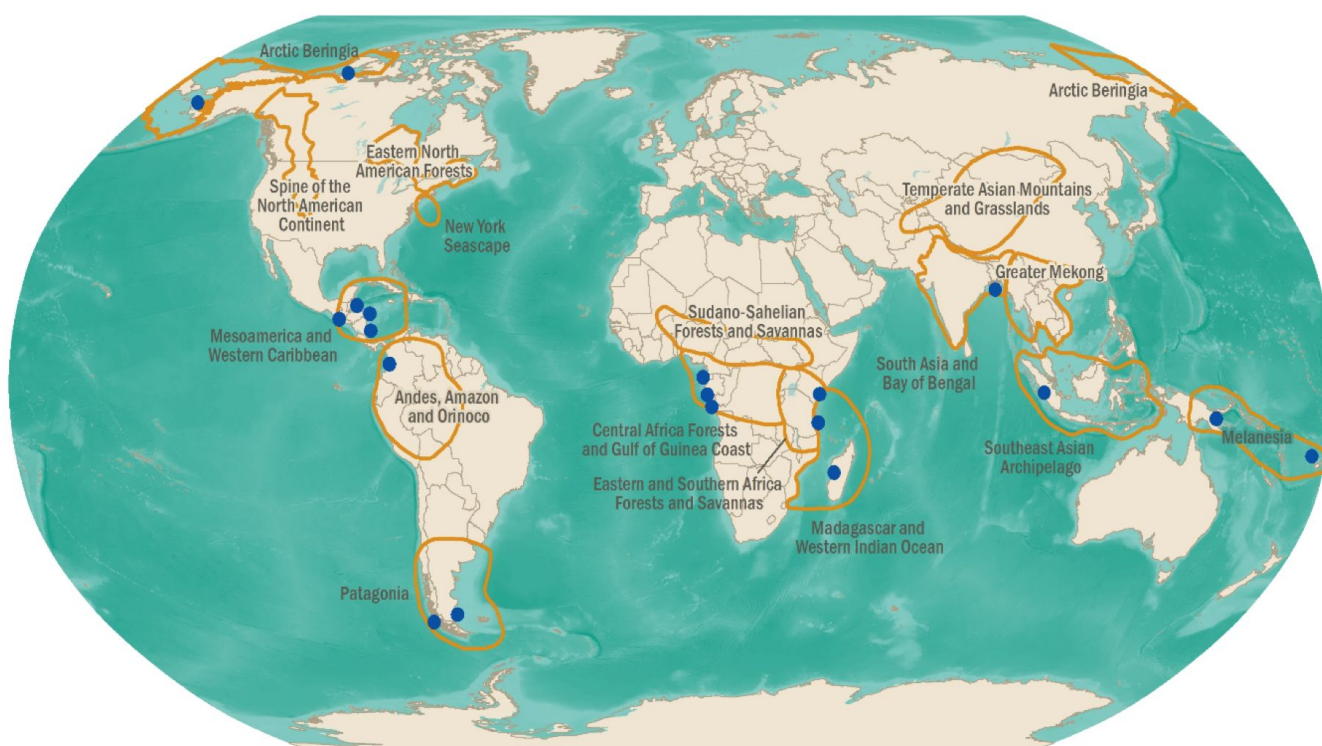 Arctic Beringia
Arctic Beringia
Eastern North
American Forests
Spine of the
North American
Continent
New York
Seascape
Temperate Asian Mountains
and Grasslands
Greater Mekong
Sudano-Sahelian
Forests and Savannas
Mesoamerica and
Western Caribbean
South Asia and
Bay of Bengal
Andes, Amazon
and Orinoco
Central Africa Forests
and Gulf of Guinea Coast
Southeast Asian
Archipelago
Melanesia
Eastern and Southern Africa
Forests and Savannas
Madagascar and
Western Indian Ocean
Patagonia